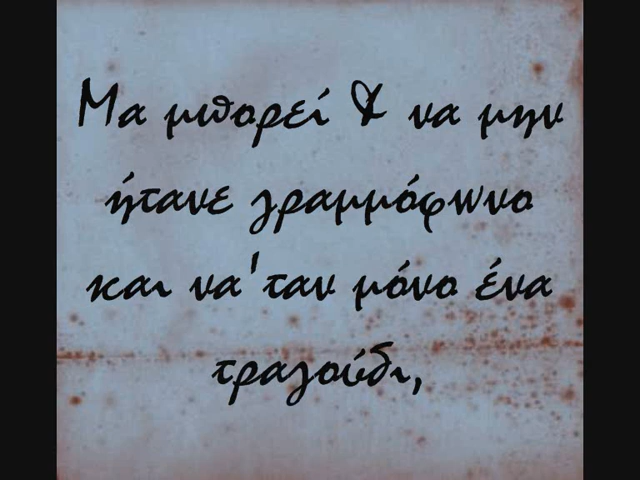 Μα μπορεί & να μην
ήτανε γραμμόφωνο
και να'ταν μόνο ένα
τραγούδι,